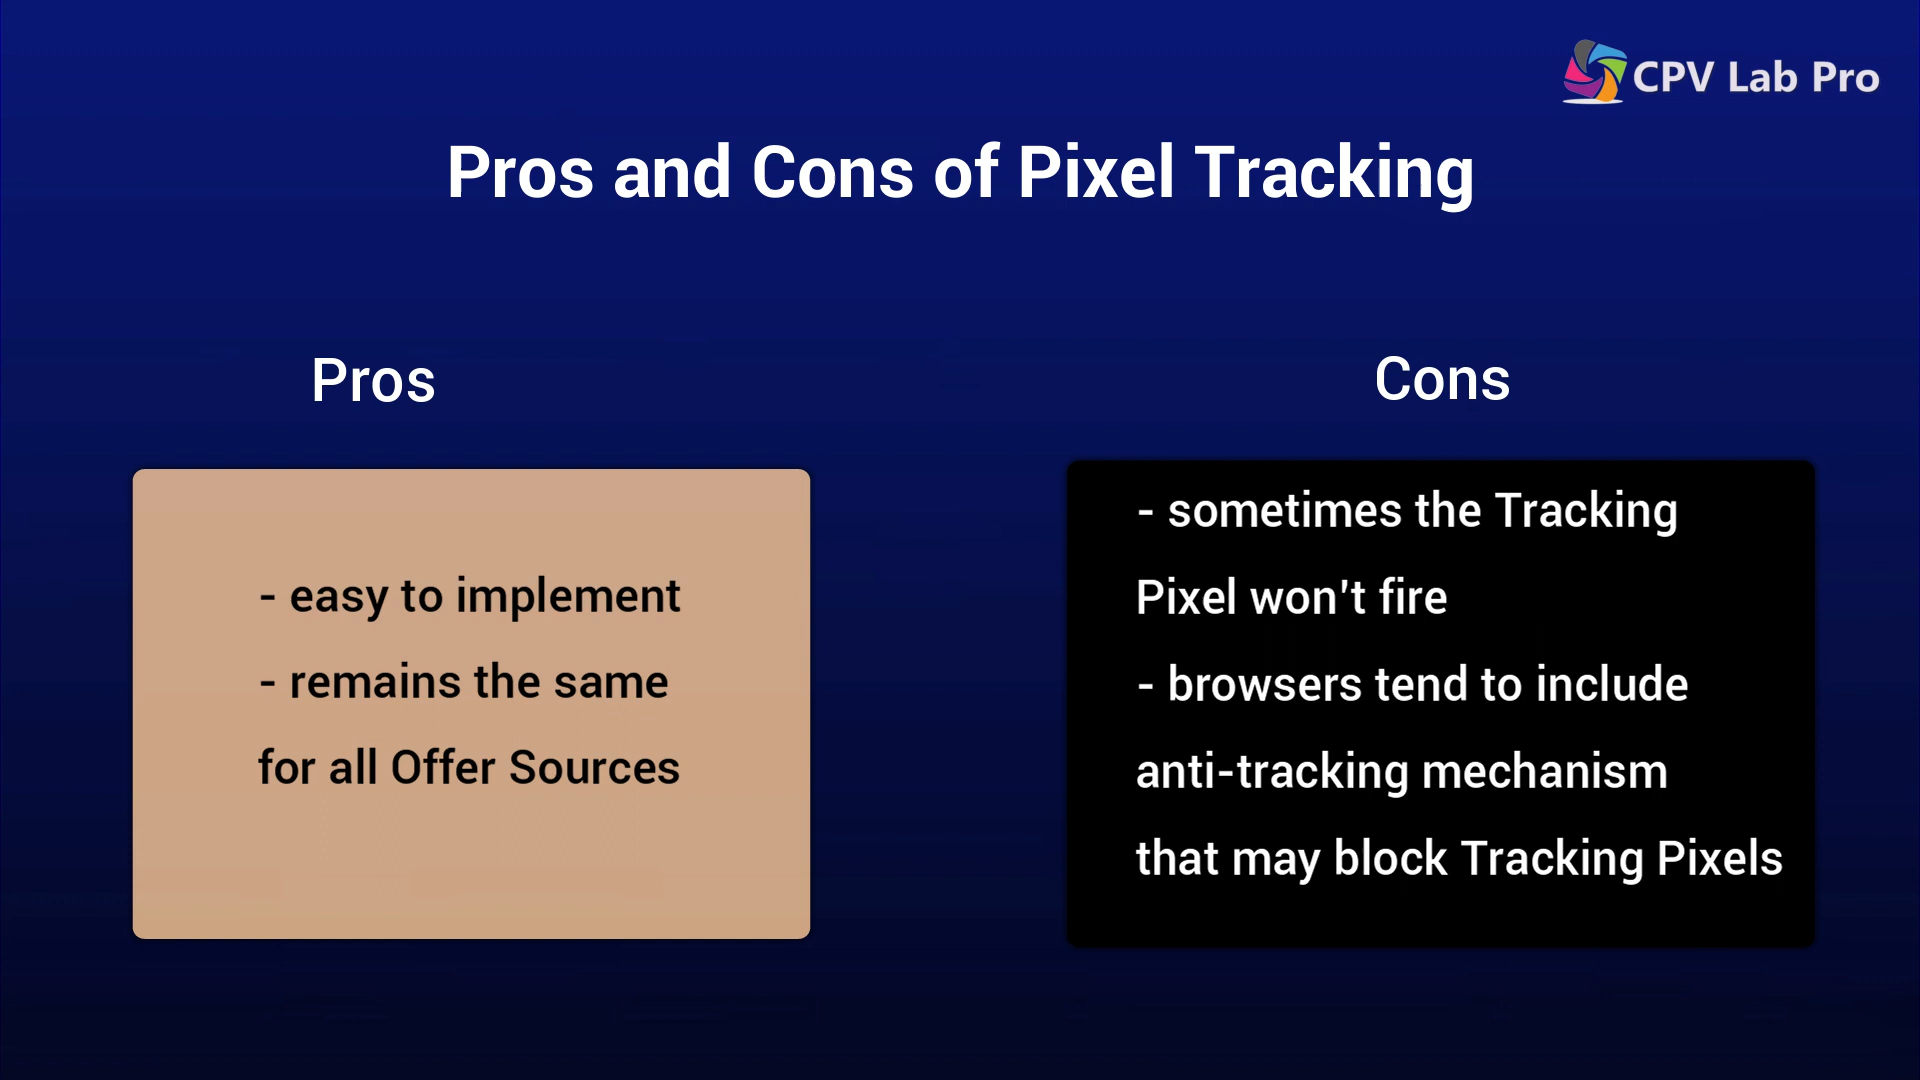 CPV Lab Pro
Pros and Cons of Pixel Tracking
Pros
- easy to implement
- remains the same
for all Offer Sources
Cons
- sometimes the Tracking
Pixel won't fire
- browsers tend to include
anti-tracking mechanism
that may block Tracking Pixels